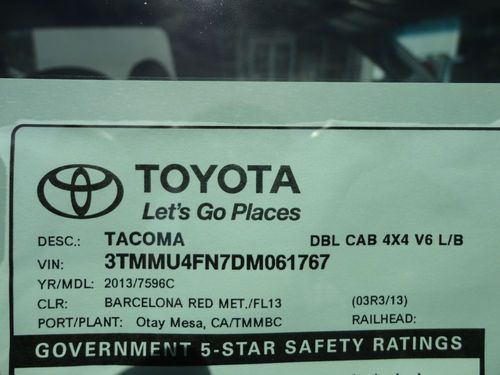 TOYOTA
Let's Go Places
DESC.: TACOMA DBL CAB 4X4 V6 L/B
VIN: 3TMMU4FN7DM061767
YR/MDL: 2013/7596C
CLR: BARCELONA RED MET./FL13 (03R3/13)
PORT/PLANT: Otay Mesa, CA/TMMBC RAILHEAD:
GOVERNMENT 5-STAR SAFETY RATINGS